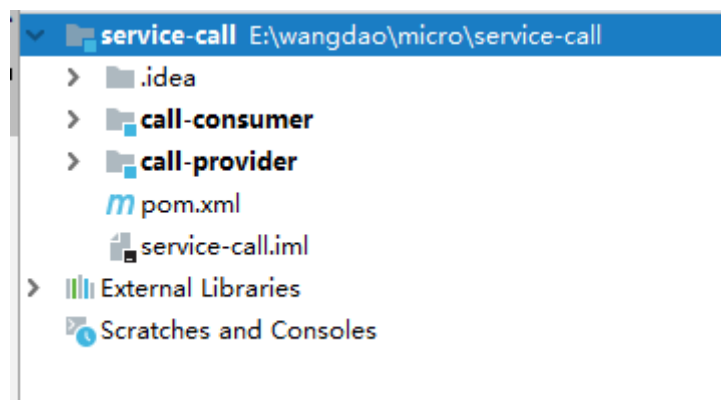 service-call E:\wangdao\micro\service-call
.idea
call-consumer
call-provider
pom.xml
service-call.iml
External Libraries
Scratches and Consoles